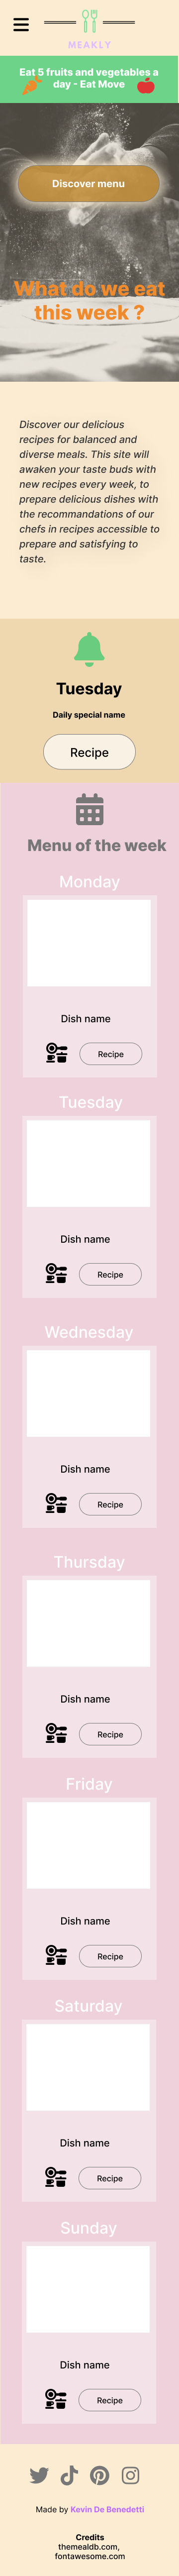 MEAKLY
Eat 5 fruits and vegetables a
day - Eat Move
Discover menu
What do we eat
this week ?
Discover our delicious
recipes for balanced and
diverse meals. This site will
awaken your taste buds with
new recipes every week, to
prepare delicious dishes with
the recommandations of our
chefs in recipes accessible to
prepare and satisfying to
taste.
Tuesday
Daily special name
Recipe
Menu of the week
Monday
Dish name
Recipe
Tuesday
Dish name
Recipe
Wednesday
Dish name
Recipe
Thursday
Dish name
Recipe
Friday
Dish name
Recipe
Saturday
Dish name
Recipe
Sunday
Dish name
Recipe
Made by Kevin De Benedetti
Credits
themealdb.com,
fontawesome.com